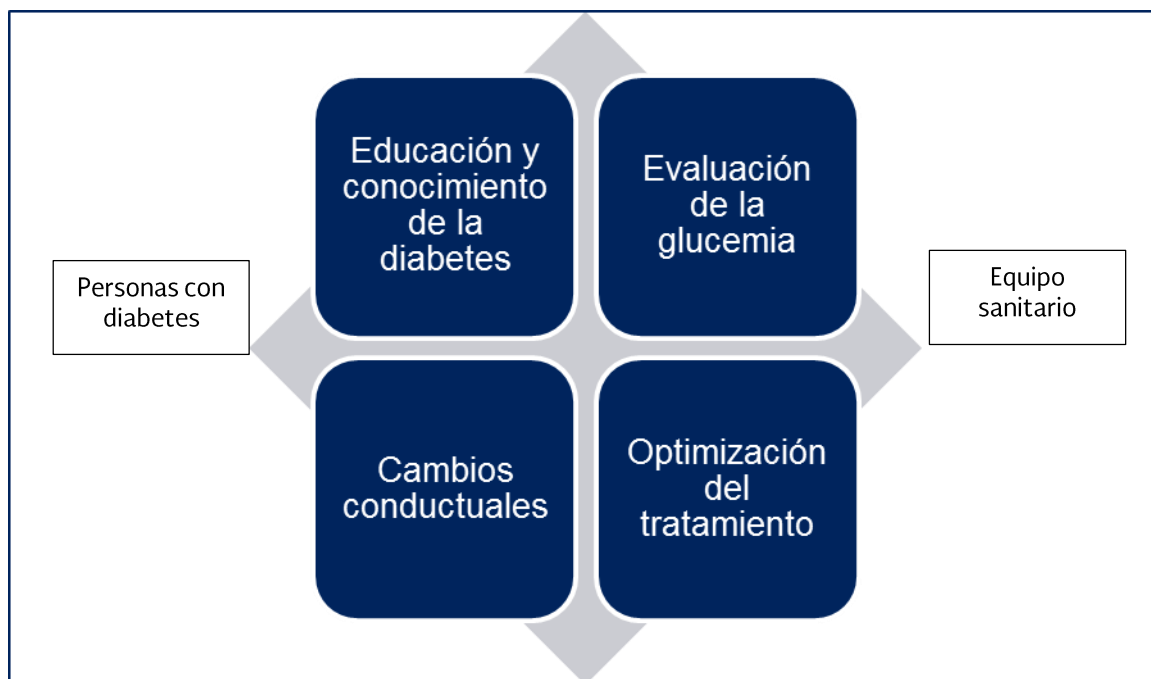 Educación y
conocimiento
de la
diabetes
Evaluación
de la
glucemia
Personas con
diabetes
Equipo
sanitario
Cambios
conductuales
Optimización
del
tratamiento